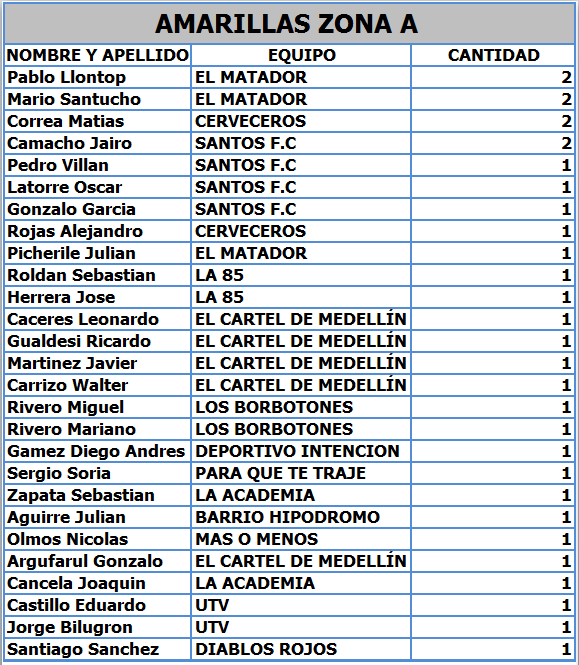 AMARILLAS ZONA A
NOMBRE Y APELLIDO EQUIPO CANTIDAD
Pablo Llontop EL MATADOR 2
Mario Santucho EL MATADOR 2
Correa Matias CERVECEROS 2
Camacho Jairo SANTOS F.C 2
Pedro Villan SANTOS F.C 1
Latorre Oscar SANTOS F.C 1
Gonzalo Garcia SANTOS F.C 1
Rojas Alejandro CERVECEROS 1
Picherile Julian EL MATADOR 1
Roldan Sebastian LA 85 1
Herrera Jose LA 85 1
Caceres Leonardo EL CARTEL DE MEDELLÍN 1
Gualdesi Ricardo EL CARTEL DE MEDELLÍN 1
Martinez Javier EL CARTEL DE MEDELLÍN 1
Carrizo Walter EL CARTEL DE MEDELLÍN 1
Rivero Miguel LOS BORBOTONES 1
Rivero Mariano LOS BORBOTONES 1
Gamez Diego Andres DEPORTIVO INTENCION 1
Sergio Soria PARA QUE TE TRAJE 1
Zapata Sebastian LA ACADEMIA 1
Aguirre Julian BARRIO HIPODROMO 1
Olmos Nicolas MAS O MENOS 1
Argufarul Gonzalo EL CARTEL DE MEDELLÍN 1
Cancela Joaquin LA ACADEMIA 1
Castillo Eduardo UTV 1
Jorge Bilugron UTV 1
Santiago Sanchez DIABLOS ROJOS 1